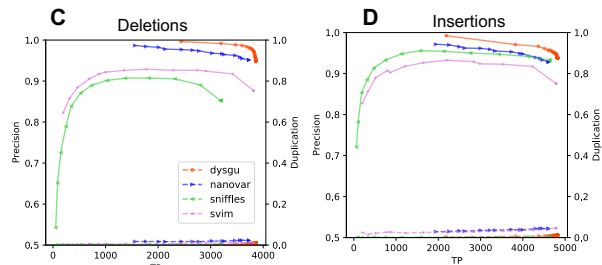 C
Deletions
1.0
0.9
0.8
0.7
0.6
0.5
Precision
0
1000
2000
3000
4000
1.0
0.8
0.6
0.4
0.2
0.0
Duplication
dysgu
nanovar
sniffles
svim
D
Insertions
1.0
0.9
0.8
0.7
0.6
0.5
Precision
0
1000
2000
3000
4000
5000
TP
1.0
0.8
0.6
0.4
0.2
0.0
Duplication